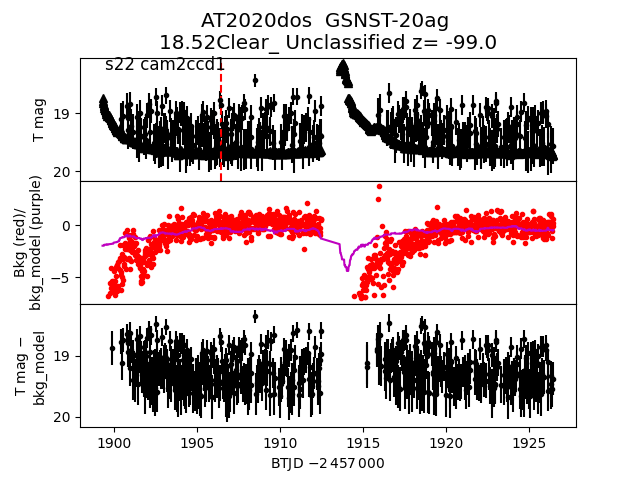 AT2020dos  GSNST-20ag
18.52Clear_ Unclassified z= -99.0
s22 cam2ccd1
T mag
19
20
Bkg (red)/
bkg_model (purple)
0
−5
T mag −
bkg_model
19
20
1900 1905 1910 1915 1920 1925
BTJD −2 457 000